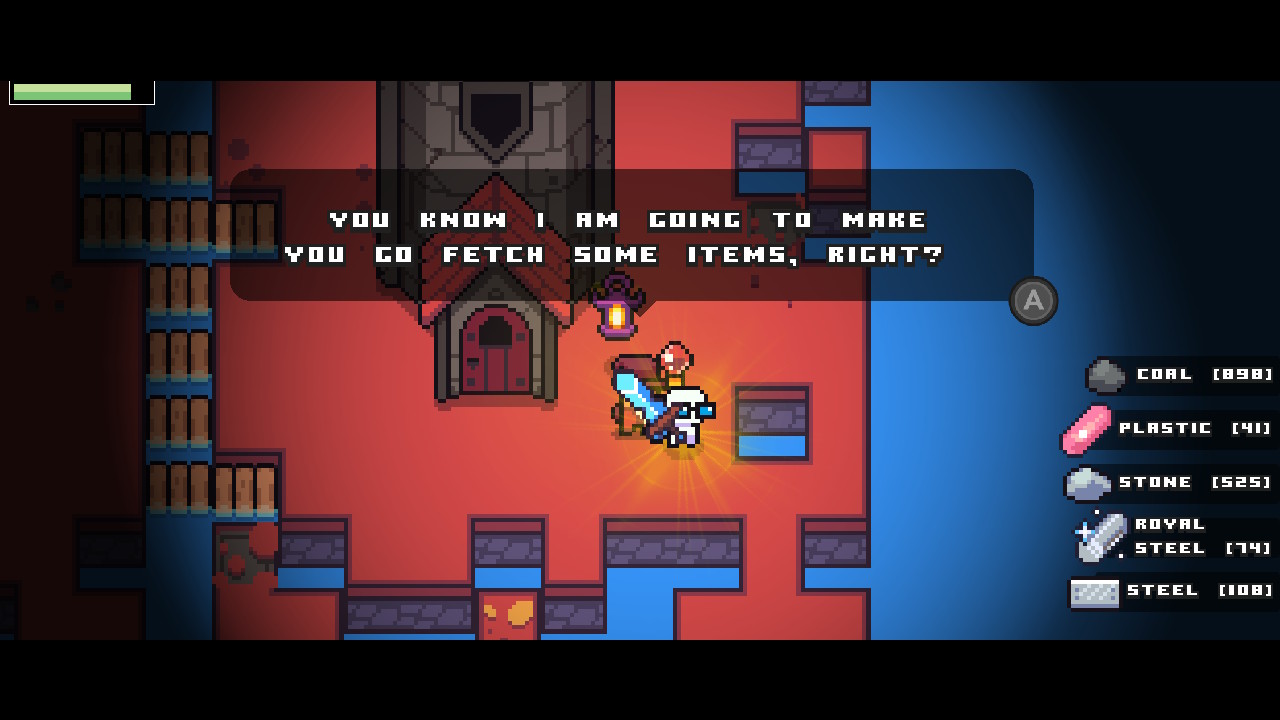 YOU KNOW I AM GOING TO MAKE
YOU GO FETCH SOME ITEMS, RIGHT?
A
COAL [898]
PLASTIC [41]
STONE [525]
ROYAL
STEEL [74]
STEEL [108]